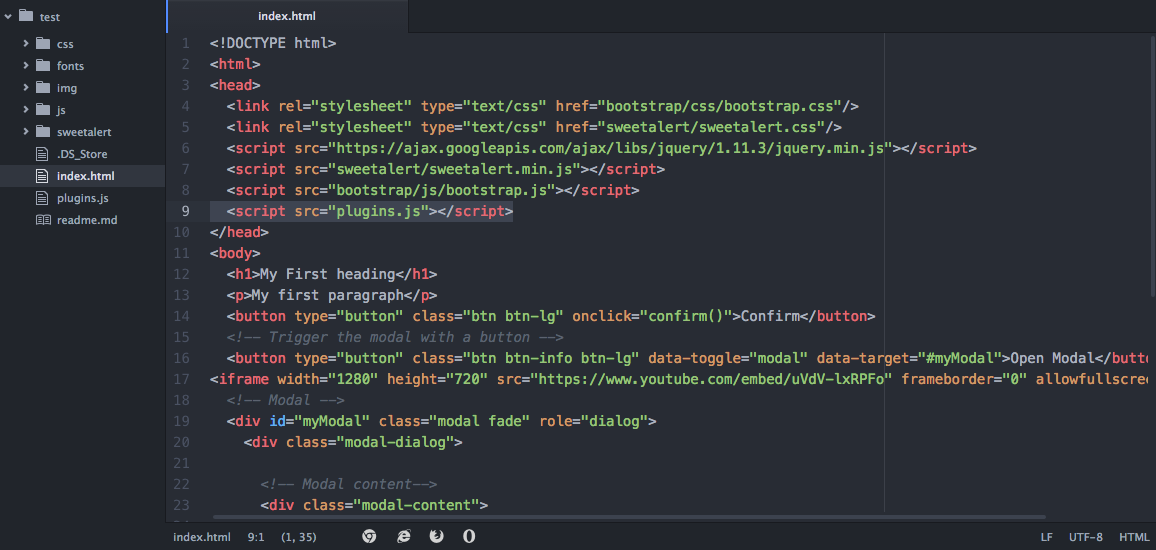 test
css
fonts
img
js
sweetalert
.DS_Store
index.html
plugins.js
readme.md
index.html
1 <!DOCTYPE html>
2 <html>
3 <head>
4 <link rel="stylesheet" type="text/css" href="bootstrap/css/bootstrap.css"/>
5 <link rel="stylesheet" type="text/css" href="sweetalert/sweetalert.css"/>
6 <script src="https://ajax.googleapis.com/ajax/libs/jquery/1.11.3/jquery.min.js"></script>
7 <script src="sweetalert/sweetalert.min.js"></script>
8 <script src="bootstrap/js/bootstrap.js"></script>
9 <script src="plugins.js"></script>
10 </head>
11 <body>
12 <h1>My First heading</h1>
13 <p>My first paragraph</p>
14 <button type="button" class="btn btn-lg" onclick="confirm()">Confirm</button>
15 <!-- Trigger the modal with a button -->
16 <button type="button" class="btn btn-info btn-lg" data-toggle="modal" data-target="#myModal">Open Modal</butto
17 <iframe width="1280" height="720" src="https://www.youtube.com/embed/uVdV-lxRPFo" frameborder="0" allowfullscree
18 <!-- Modal -->
19 <div id="myModal" class="modal fade" role="dialog">
20 <div class="modal-dialog">
21
22 <!-- Modal content-->
23 <div class="modal-content">
index.html 9:1 (1, 35)
LF UTF-8 HTML